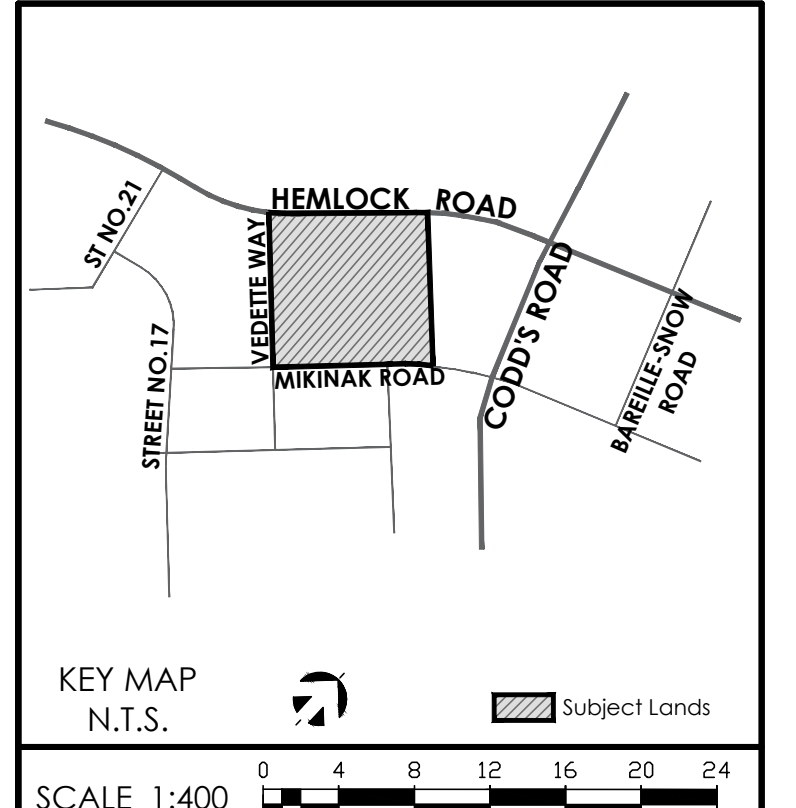 HEMLOCK ROAD
ST NO.21
VEDETTE WAY
CODD'S ROAD
BAREILLE-SNOW
ROAD
STREET NO.17
MIKINAK ROAD
KEY MAP
N.T.S.
Subject Lands
0 4 8 12 16 20 24
SCALE 1:400